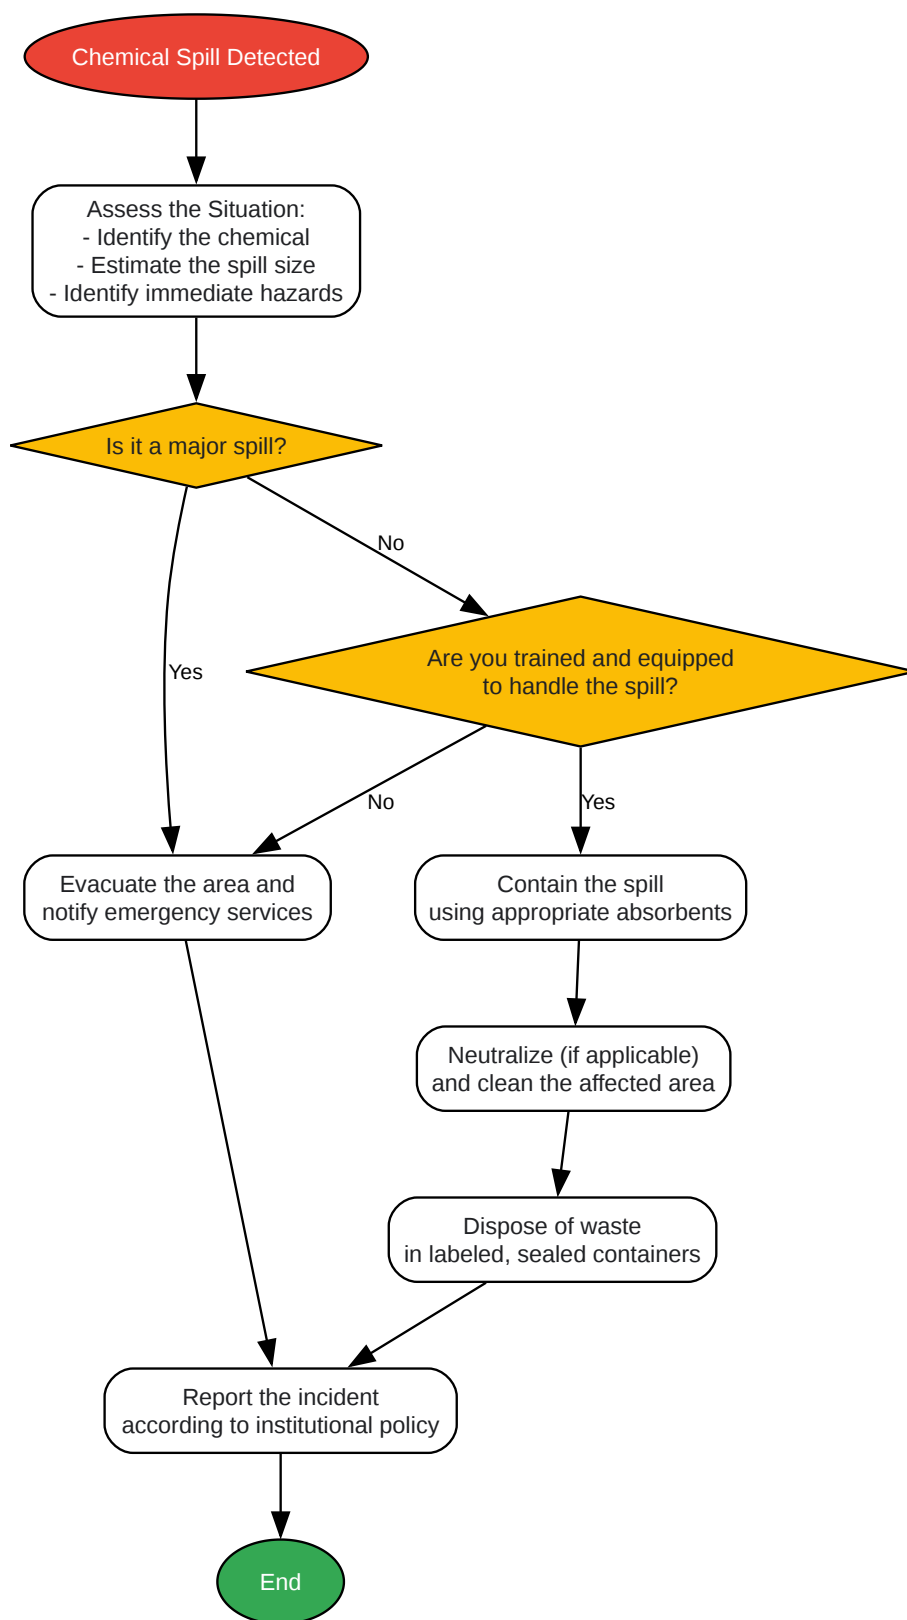 Chemical Spill Detected
Assess the Situation:
- Identify the chemical
- Estimate the spill size
- Identify immediate hazards
Is it a major spill?
No
Are you trained and equipped
to handle the spill?
Yes
No
Yes
Evacuate the area and
notify emergency services
Contain the spill
using appropriate absorbents
Neutralize (if applicable)
and clean the affected area
Dispose of waste
in labeled, sealed containers
Report the incident
according to institutional policy
End